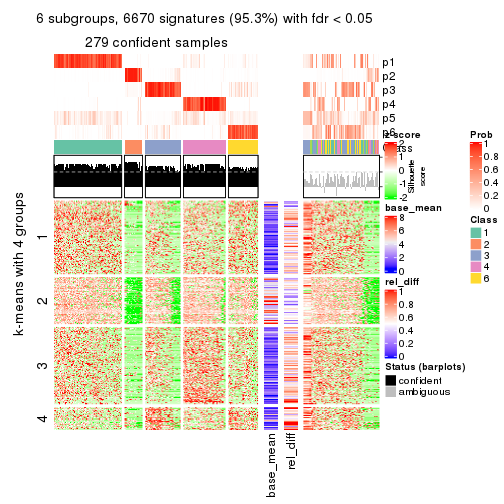 6 subgroups, 6670 signatures (95.3%) with fdr < 0.05
279 confident samples
p1
p2
p3
p4
p5
p6
Class
Silhouette
score
k-means with 4 groups
1
2
3
4
base_mean
rel_diff
z-score
2
1
0
-1
-2
base_mean
8
6
4
2
0
rel_diff
1
0.8
0.6
0.4
0.2
0
Status (barplots)
confident
ambiguous
Prob
1
0.8
0.6
0.4
0.2
0
Class
1
2
3
4
6